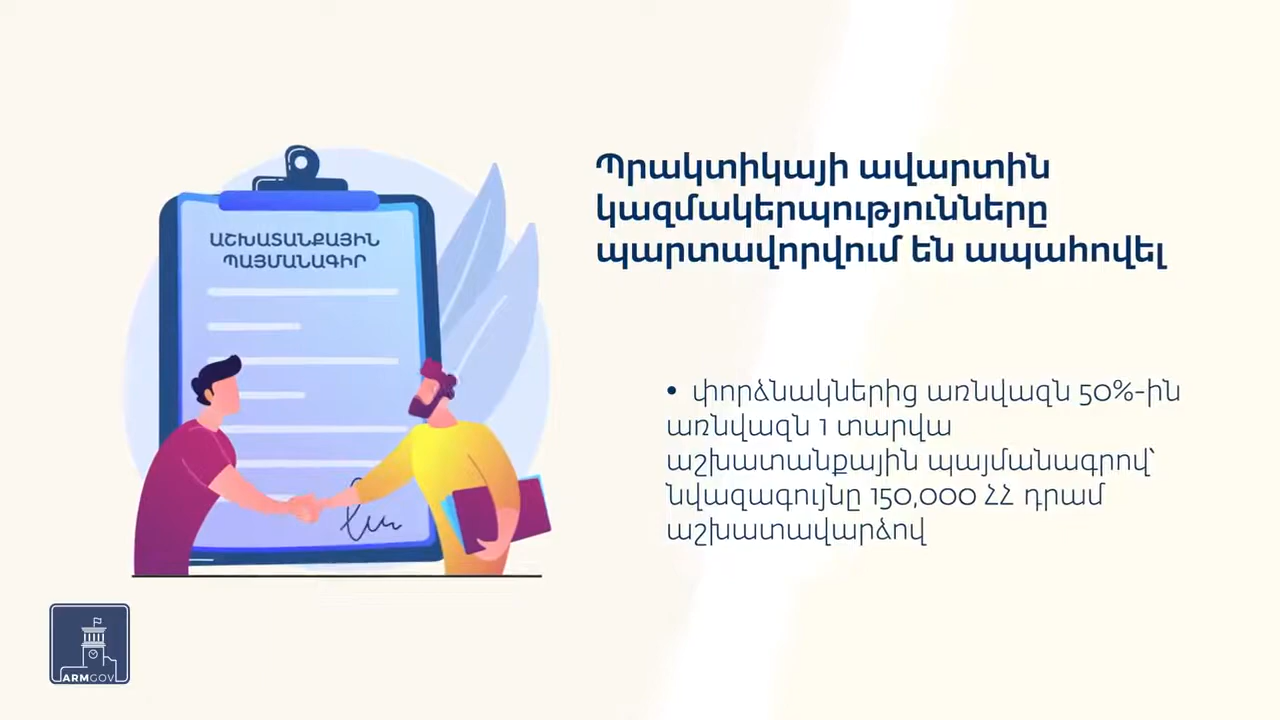 ԱՇԽԱՏԱՆՔԱՅԻՆ
ՊԱՅՄԱՆԱԳԻՐ
Պրակտիկայի ավարտին
կազմակերպությունները
պարտավորվում են ապահովել
• փորձնակներից առնվազն 50%-ին
առնվազն 1 տարվա
աշխատանքային պայմանագրով՝
նվազագույնը 150,000 ՀՀ դրամ
աշխատավարձով
ARMGOV